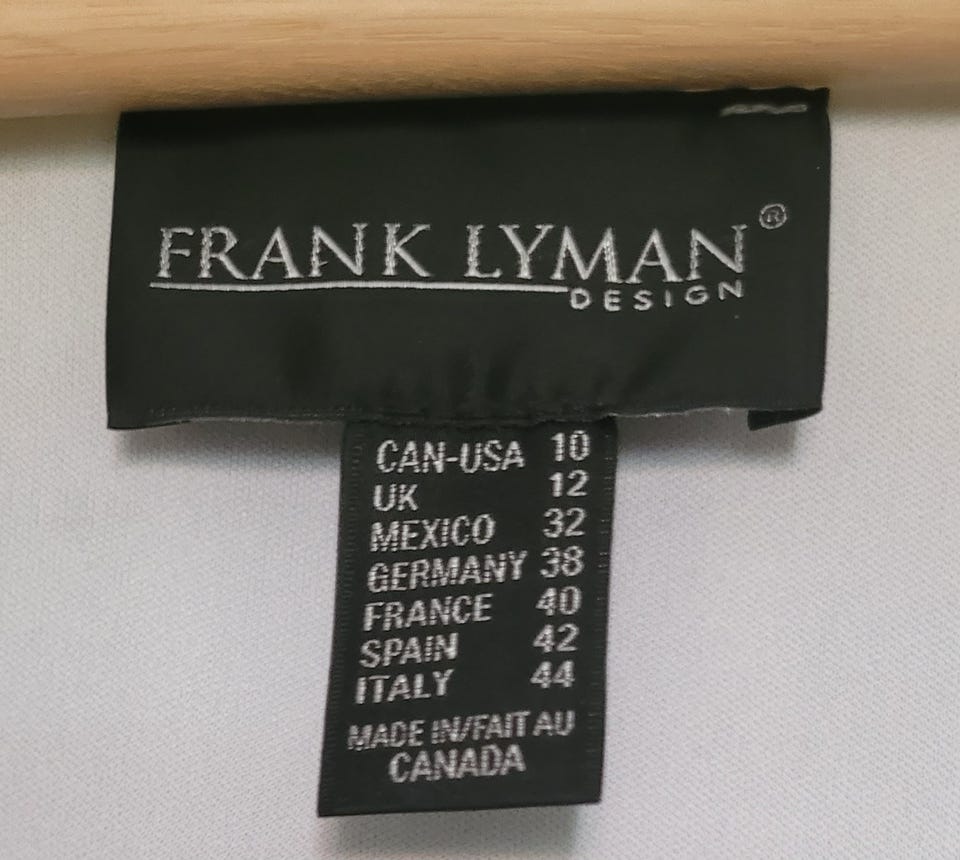 FRANK LYMAN®
DESIGN
CAN-USA 10
UK 12
MEXICO 32
GERMANY 38
FRANCE 40
SPAIN 42
ITALY 44
MADE IN/FAIT AU
CANADA